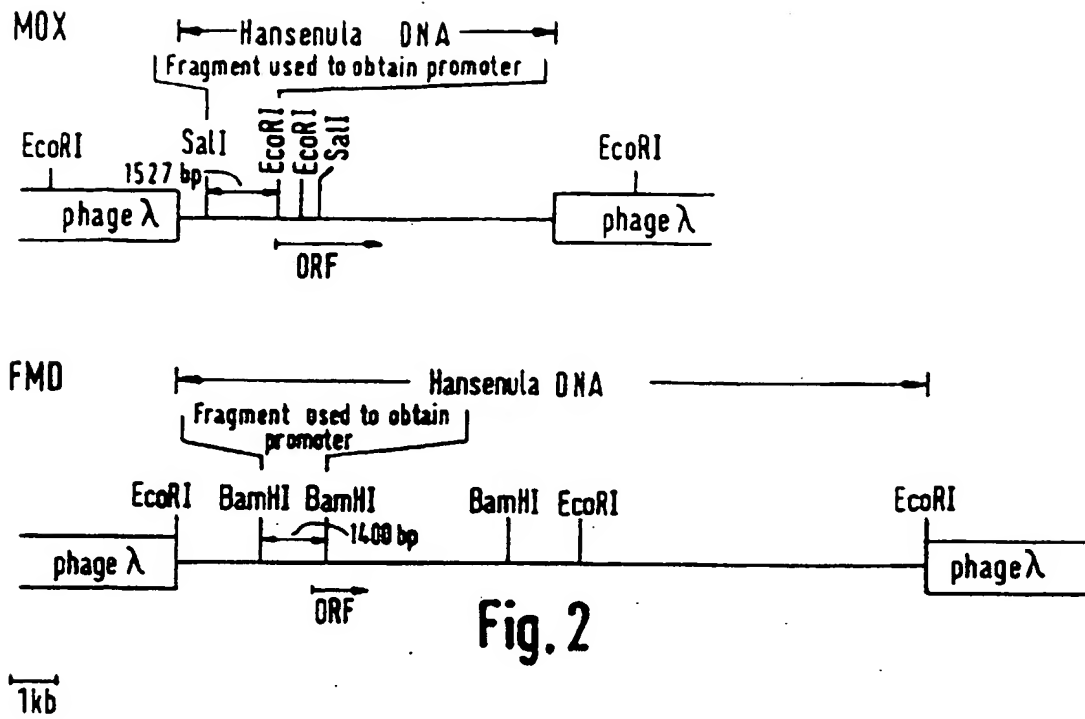 MOX
Hansenula DNA
Fragment used to obtain promoter
EcoRI
SalI
EcoRI
EcoRI
SalI
EcoRI
1527 bp
phage λ
phage λ
ORF
FMD
Hansenula DNA
Fragment used to obtain
promoter
EcoRI
BamHI
BamHI
BamHI
EcoRI
EcoRI
1400 bp
phage λ
phage λ
ORF
Fig. 2
1kb